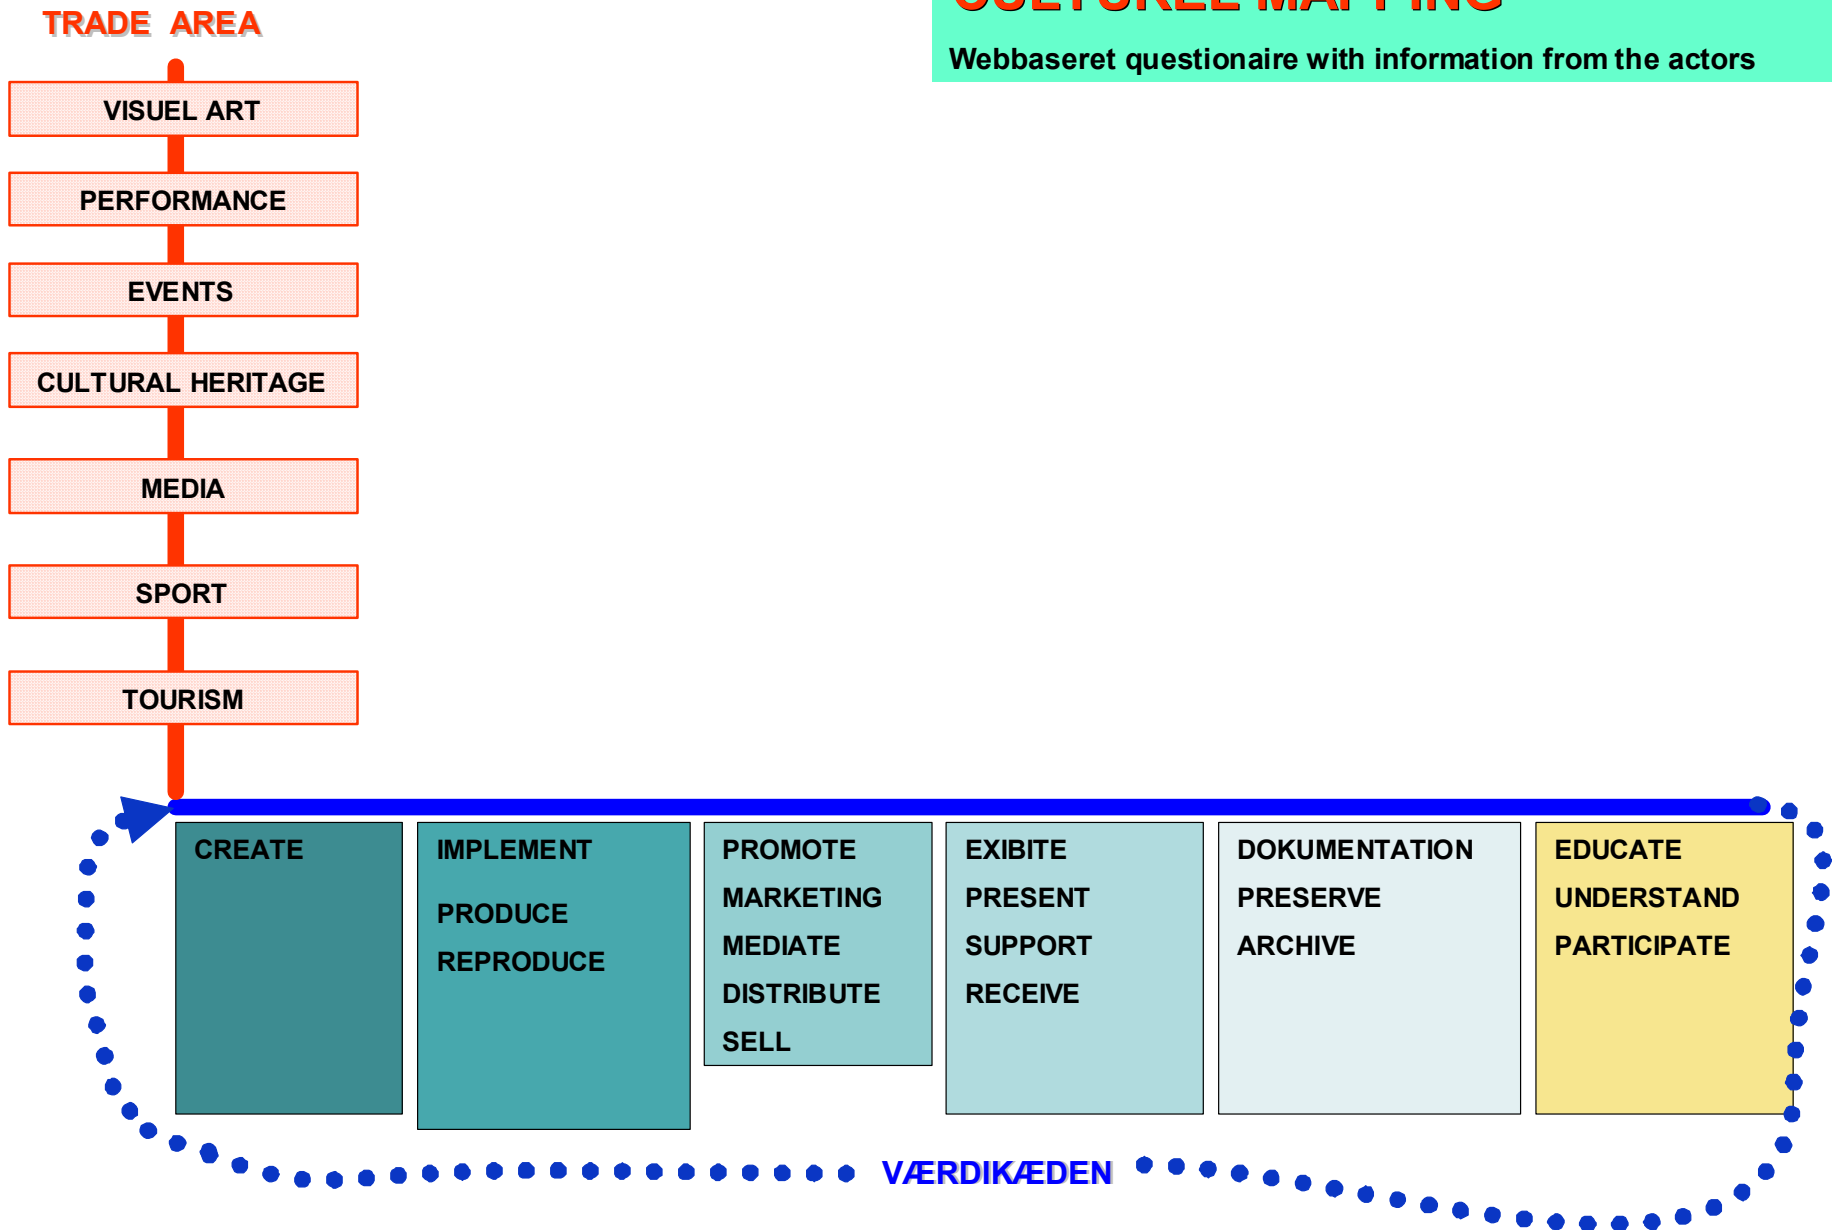 TRADE AREA
CULTUREL MAPPING
Webbaseret questionaire with information from the actors
VISUEL ART
PERFORMANCE
EVENTS
CULTURAL HERITAGE
MEDIA
SPORT
TOURISM
CREATE
IMPLEMENT
PRODUCE
REPRODUCE
PROMOTE
MARKETING
MEDIATE
DISTRIBUTE
SELL
EXIBITE
PRESENT
SUPPORT
RECEIVE
DOKUMENTATION
PRESERVE
ARCHIVE
EDUCATE
UNDERSTAND
PARTICIPATE
VÆRDIKÆDEN